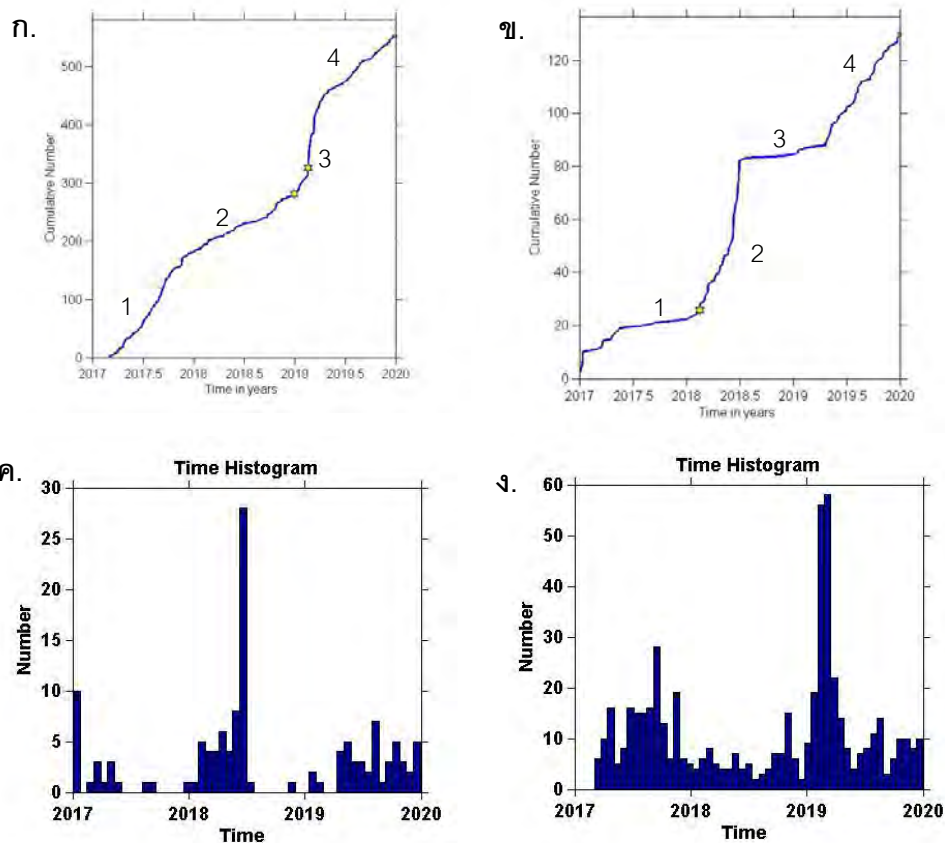 ก.
500
400
300
200
100
0
Cumulative Number
1
2
3
4
2017 2017.5 2018 2018.5 2019 2019.5 2020
Time in years
ข.
120
100
80
60
40
20
0
Cumulative Number
1
2
3
4
2017 2017.5 2018 2018.5 2019 2019.5 2020
Time in years
ค.
Time Histogram
30
25
20
15
10
5
0
Number
2017 2018 2019 2020
Time
ง.
Time Histogram
60
50
40
30
20
10
0
Number
2017 2018 2019 2020
Time